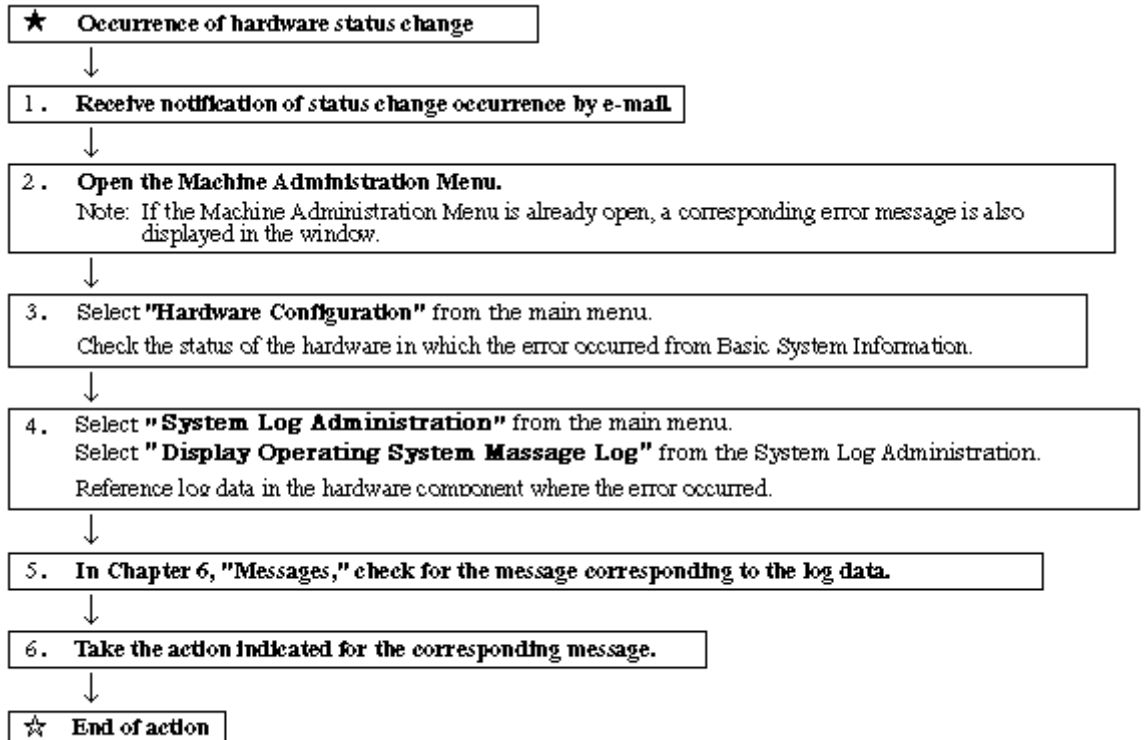 ★ Occurrence of hardware status change
↓
1. Receive notification of status change occurrence by e-mail.
↓
2. Open the Machine Administration Menu.
Note: If the Machine Administration Menu is already open, a corresponding error message is also
displayed in the window.
↓
3. Select "Hardware Configuration" from the main menu.
Check the status of the hardware in which the error occurred from Basic System Information.
↓
4. Select "System Log Administration" from the main menu.
Select "Display Operating System Massage Log" from the System Log Administration.
Reference log data in the hardware component where the error occurred.
↓
5. In Chapter 6, "Messages," check for the message corresponding to the log data.
↓
6. Take the action indicated for the corresponding message.
↓
☆ End of action